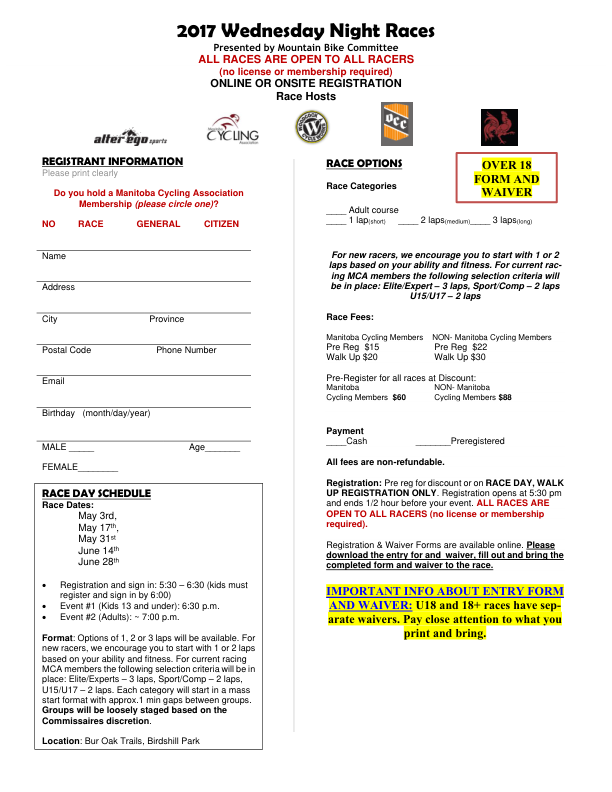 2017 Wednesday Night Races
Presented by Mountain Bike Committee
ALL RACES ARE OPEN TO ALL RACERS
(no license or membership required)
ONLINE OR ONSITE REGISTRATION
Race Hosts
alter ego sports
CYCLING
REGISTRANT INFORMATION
Please print clearly
Do you hold a Manitoba Cycling Association
Membership (please circle one)?
NO RACE GENERAL CITIZEN
Name
Address
City Province
Postal Code Phone Number
Email
Birthday (month/day/year)
MALE _____ Age_______
FEMALE________
RACE DAY SCHEDULE
Race Dates:
May 3rd,
May 17th,
May 31st
June 14th
June 28th
• Registration and sign in: 5:30 – 6:30 (kids must
register and sign in by 6:00)
• Event #1 (Kids 13 and under): 6:30 p.m.
• Event #2 (Adults): ~ 7:00 p.m.
Format: Options of 1, 2 or 3 laps will be available. For
new racers, we encourage you to start with 1 or 2 laps
based on your ability and fitness. For current racing
MCA members the following selection criteria will be in
place: Elite/Experts – 3 laps, Sport/Comp – 2 laps,
U15/U17 – 2 laps. Each category will start in a mass
start format with approx.1 min gaps between groups.
Groups will be loosely staged based on the
Commissaires discretion.
Location: Bur Oak Trails, Birdshill Park
RACE OPTIONS
OVER 18
FORM AND
WAIVER
Race Categories
____ Adult course
____ 1 lap(short) ____ 2 laps(medium)____ 3 laps(long)
For new racers, we encourage you to start with 1 or 2
laps based on your ability and fitness. For current rac-
ing MCA members the following selection criteria will
be in place: Elite/Expert – 3 laps, Sport/Comp – 2 laps
U15/U17 – 2 laps
Race Fees:
Manitoba Cycling Members NON- Manitoba Cycling Members
Pre Reg $15 Pre Reg $22
Walk Up $20 Walk Up $30
Pre-Register for all races at Discount:
Manitoba NON- Manitoba
Cycling Members $60 Cycling Members $88
Payment
____Cash _______Preregistered
All fees are non-refundable.
Registration: Pre reg for discount or on RACE DAY, WALK
UP REGISTRATION ONLY. Registration opens at 5:30 pm
and ends 1/2 hour before your event. ALL RACES ARE
OPEN TO ALL RACERS (no license or membership
required).
Registration & Waiver Forms are available online. Please
download the entry for and waiver, fill out and bring the
completed form and waiver to the race.
IMPORTANT INFO ABOUT ENTRY FORM
AND WAIVER: U18 and 18+ races have sep-
arate waivers. Pay close attention to what you
print and bring.